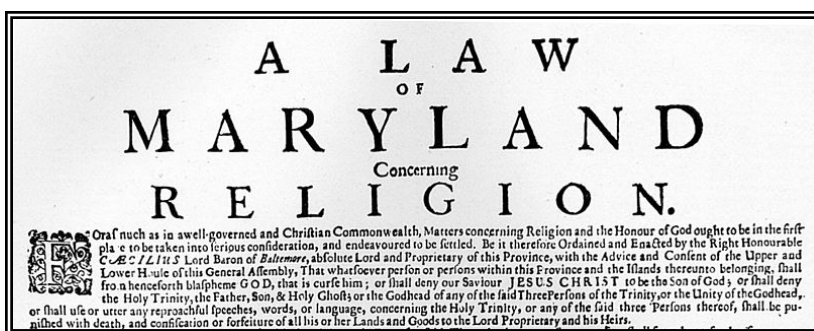 A LAW
OF
MARYLAND
Concerning
RELIGION.
Foraſmuch as in a well-governed and Chriſtian Commonwealth, Matters concerning Religion and the Honour of God ought to be in the firſt
place to be taken into ſerious conſideration, and endeavoured to be ſettled. Be it therefore Ordained and Enacted by the Right Honourable
CÆCILIUS Lord Baron of Baltemore, abſolute Lord and Proprietary of this Province, with the Advice and Conſent of the Upper and
Lower Houſe of this General Aſſembly, That whatſoever perſon or perſons within this Province and the Iſlands thereunto belonging, ſhall
from henceforth blaſpheme GOD, that is curſe him; or ſhall deny our Saviour JESUS CHRIST to be the Son of God; or ſhall deny
the Holy Trinity, the Father, Son, & Holy Ghoſt; or the Godhead of any of the ſaid Three Perſons of the Trinity, or the Unity of the Godhead,
or ſhall uſe or utter any reproachful ſpeeches, words, or language, concerning the Holy Trinity, or any of the ſaid three Perſons thereof, ſhall be pu-
niſhed with death, and confiſcation or forfeiture of all his or her Lands and Goods to the Lord Proprietary and his Heirs.